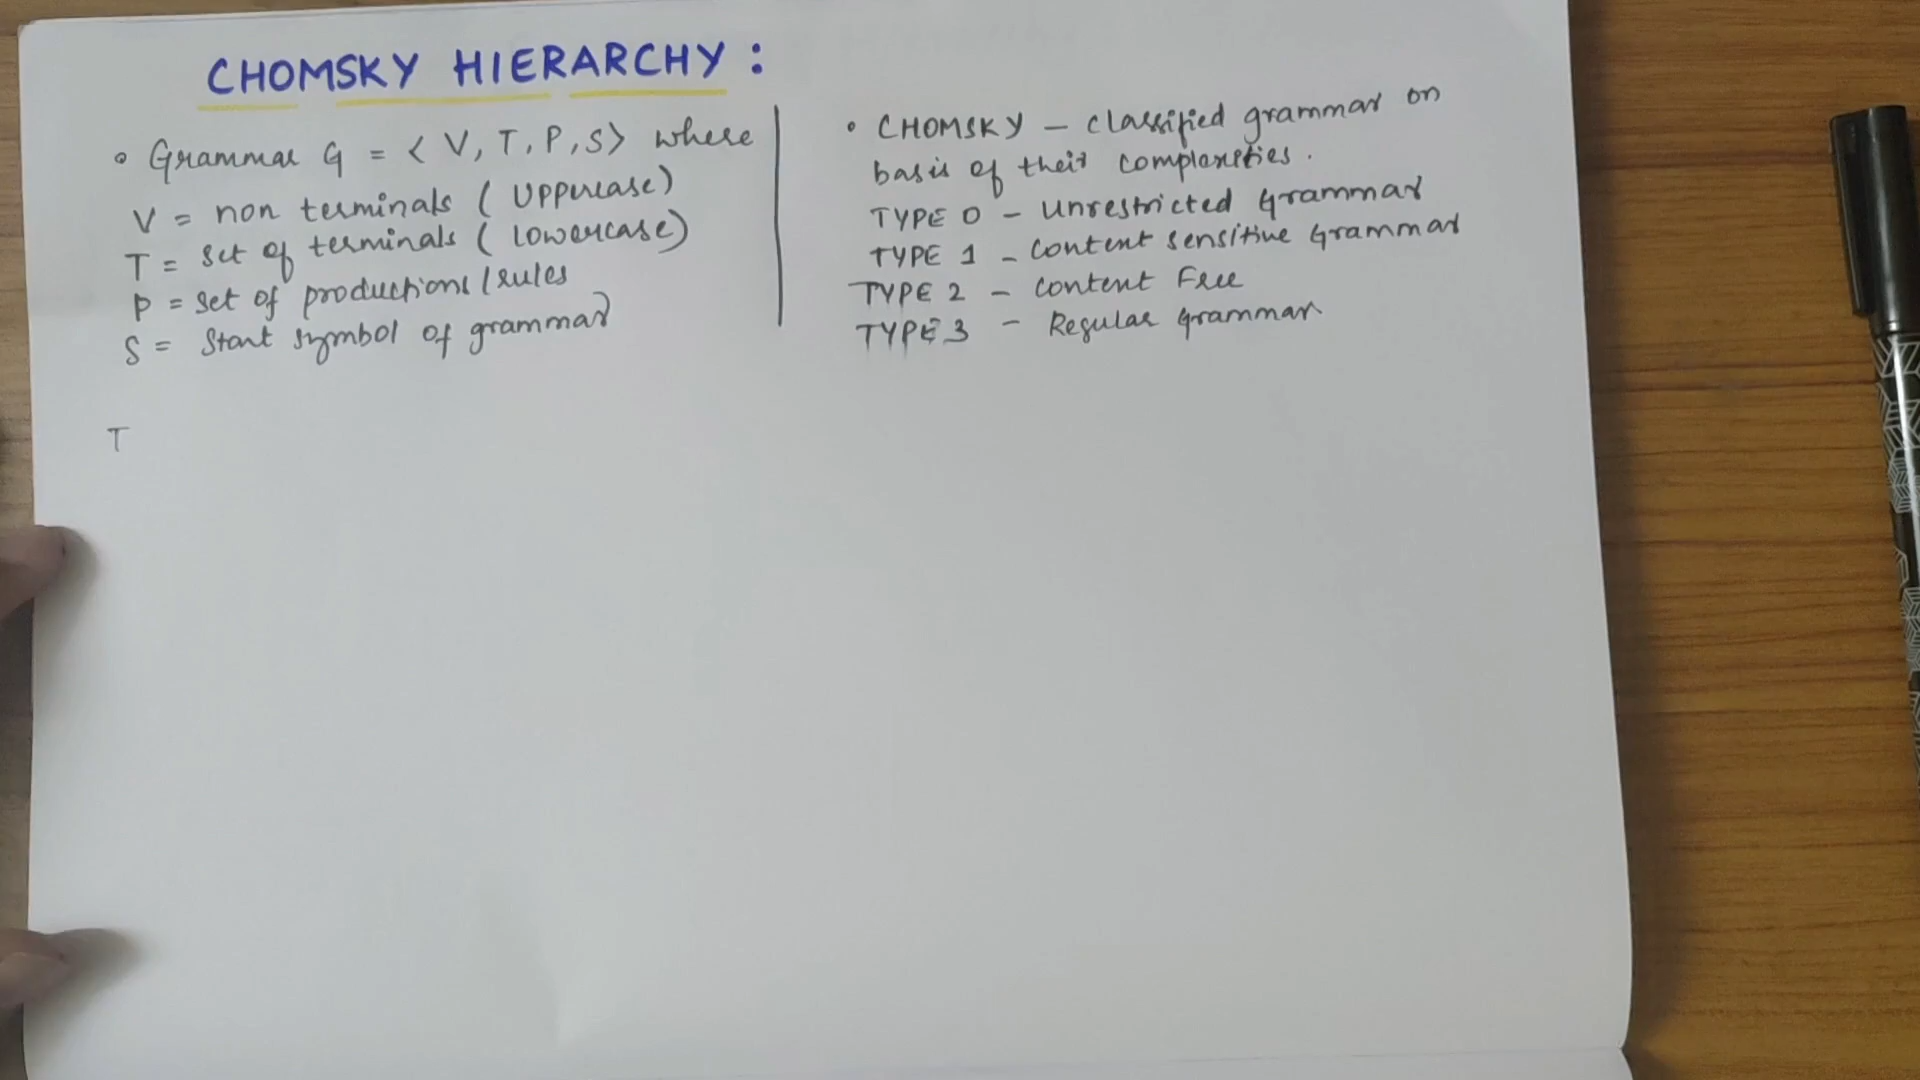 CHOMSKY HIERARCHY :
• Grammar G = < V, T, P, S > where
V = non terminals ( Uppercase)
T = set of terminals ( lowercase)
P = set of productions / rules
S = Start symbol of grammar
• CHOMSKY – classified grammar on
basis of their complexities .
TYPE 0 – Unrestricted Grammar
TYPE 1 – Content sensitive Grammar
TYPE 2 – Content Free
TYPE 3 – Regular grammar
T